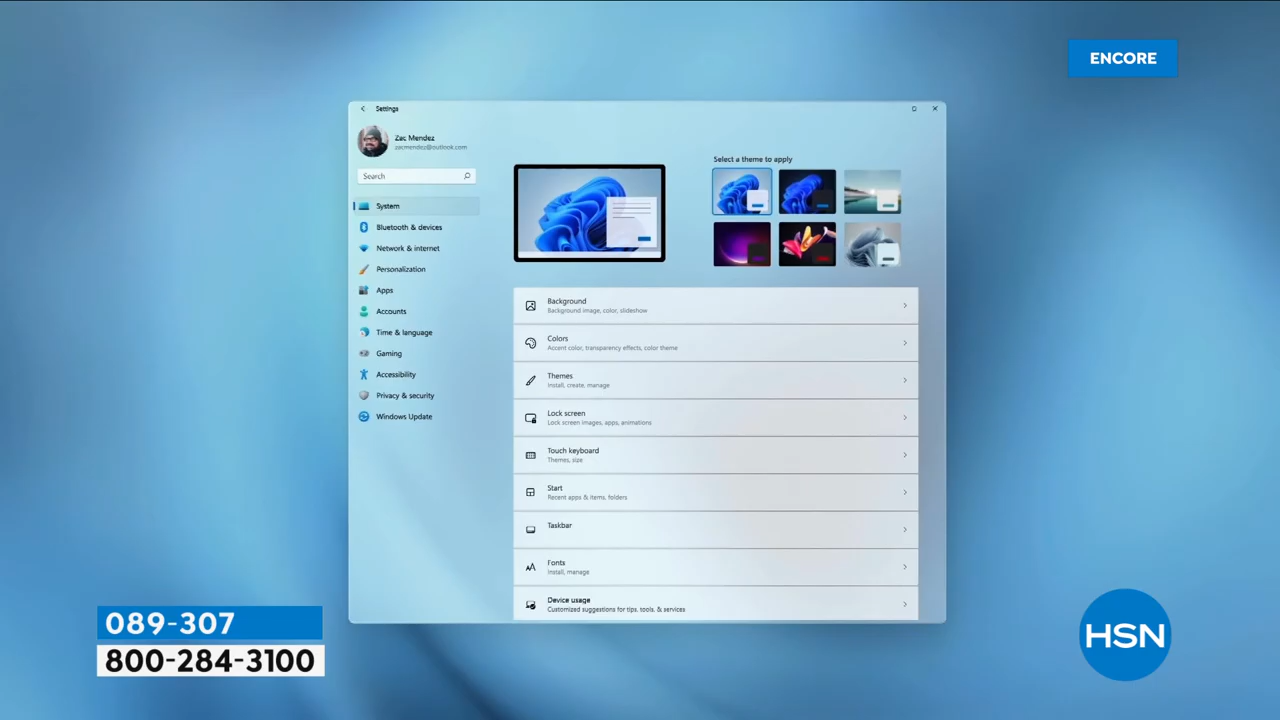 ENCORE
Settings
Zac Mendez
zacmendez@outlook.com
Search
System
Bluetooth & devices
Network & internet
Personalization
Apps
Accounts
Time & language
Gaming
Accessibility
Privacy & security
Windows Update
Select a theme to apply
Background
Background image, color, slideshow
Colors
Accent color, transparency effects, color theme
Themes
Install, create, manage
Lock screen
Lock screen images, apps, animations
Touch keyboard
Themes, size
Start
Recent apps & items, folders
Taskbar
Fonts
Install, manage
Device usage
Customized suggestions for tips, tools, & services
089-307
800-284-3100
HSN